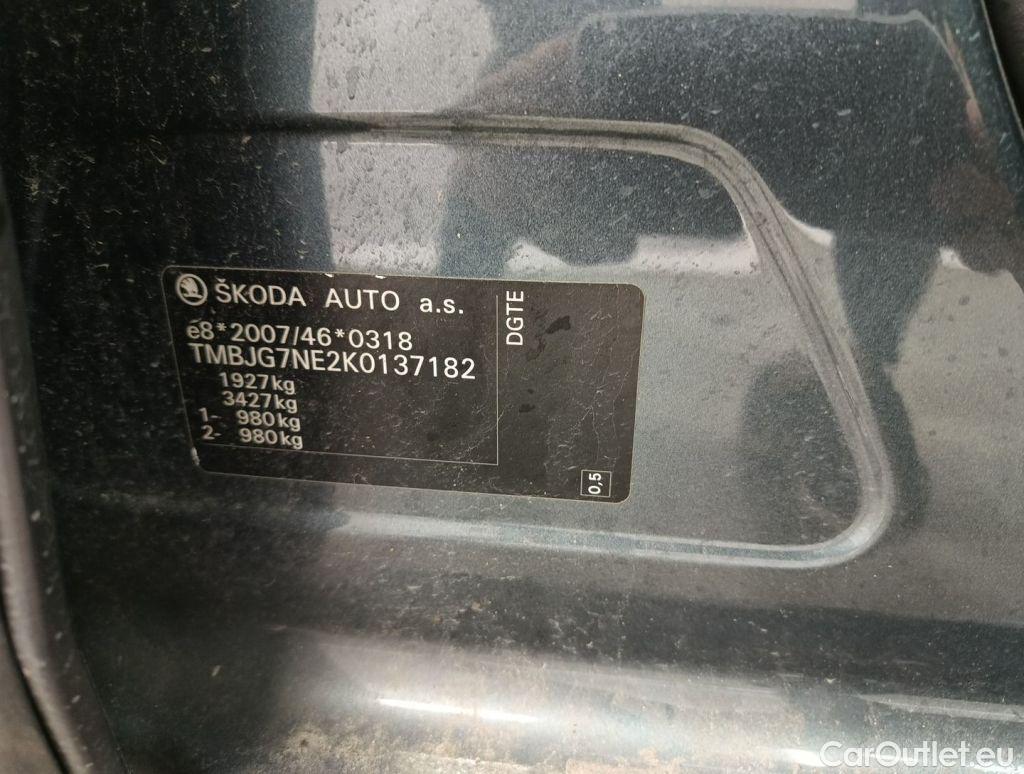 ŠKODA AUTO a.s.
e8*2007/46*0318
TMBJG7NE2K0137182
1927kg
3427kg
1- 980kg
2- 980kg
DGTE
0,5
CarOutlet.eu